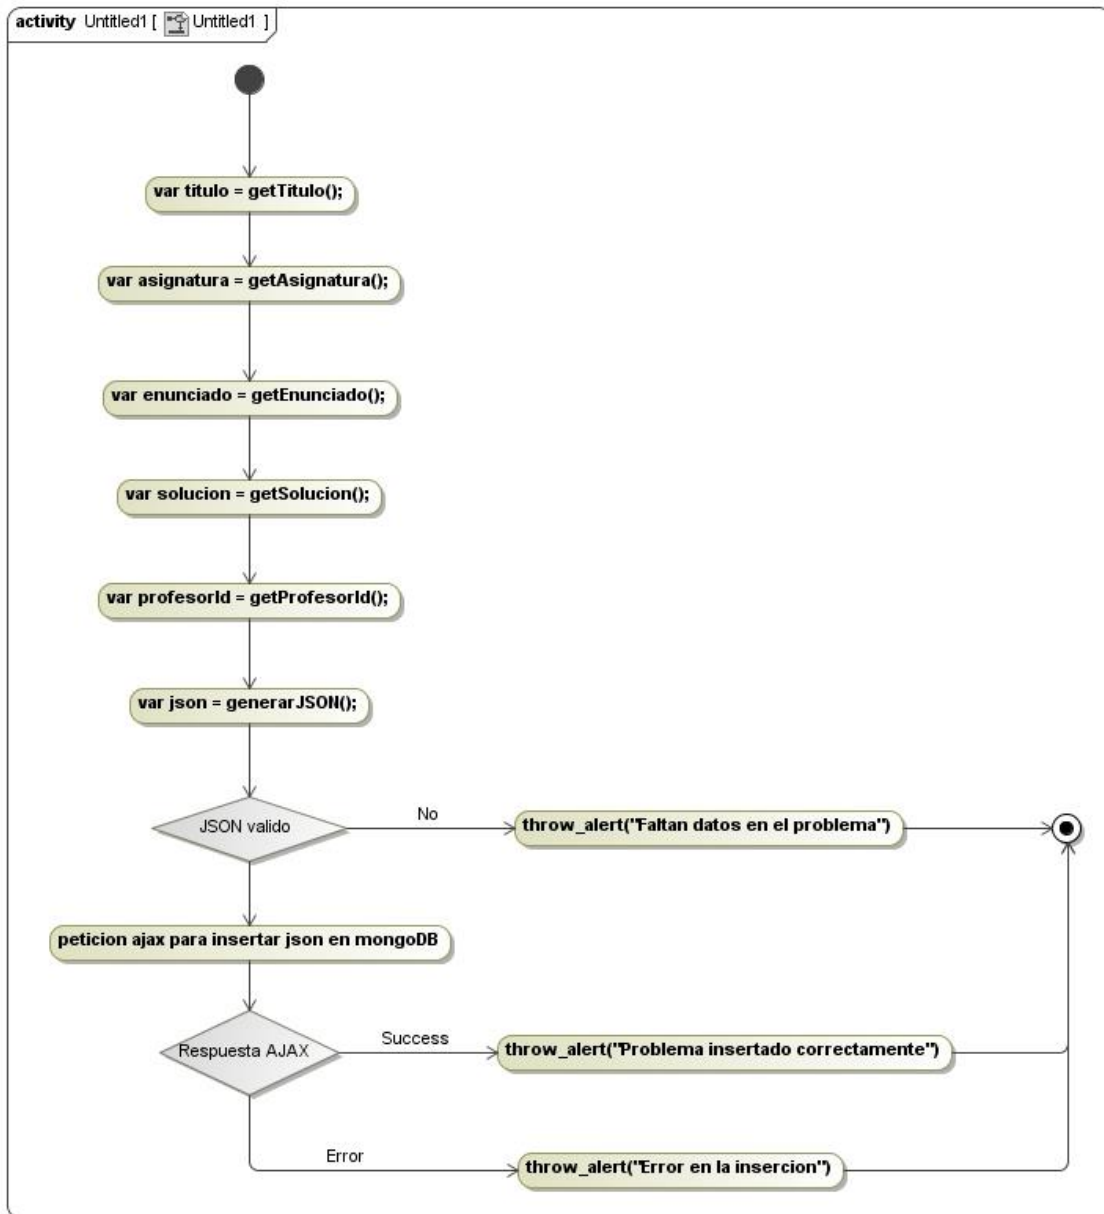 activity Untitled1 [ Untitled1 ]
var titulo = getTitulo();
var asignatura = getAsignatura();
var enunciado = getEnunciado();
var solucion = getSolucion();
var profesorId = getProfesorId();
var json = generarJSON();
JSON valido
No
throw_alert("Faltan datos en el problema")
peticion ajax para insertar json en mongoDB
Respuesta AJAX
Success
throw_alert("Problema insertado correctamente")
Error
throw_alert("Error en la insercion")